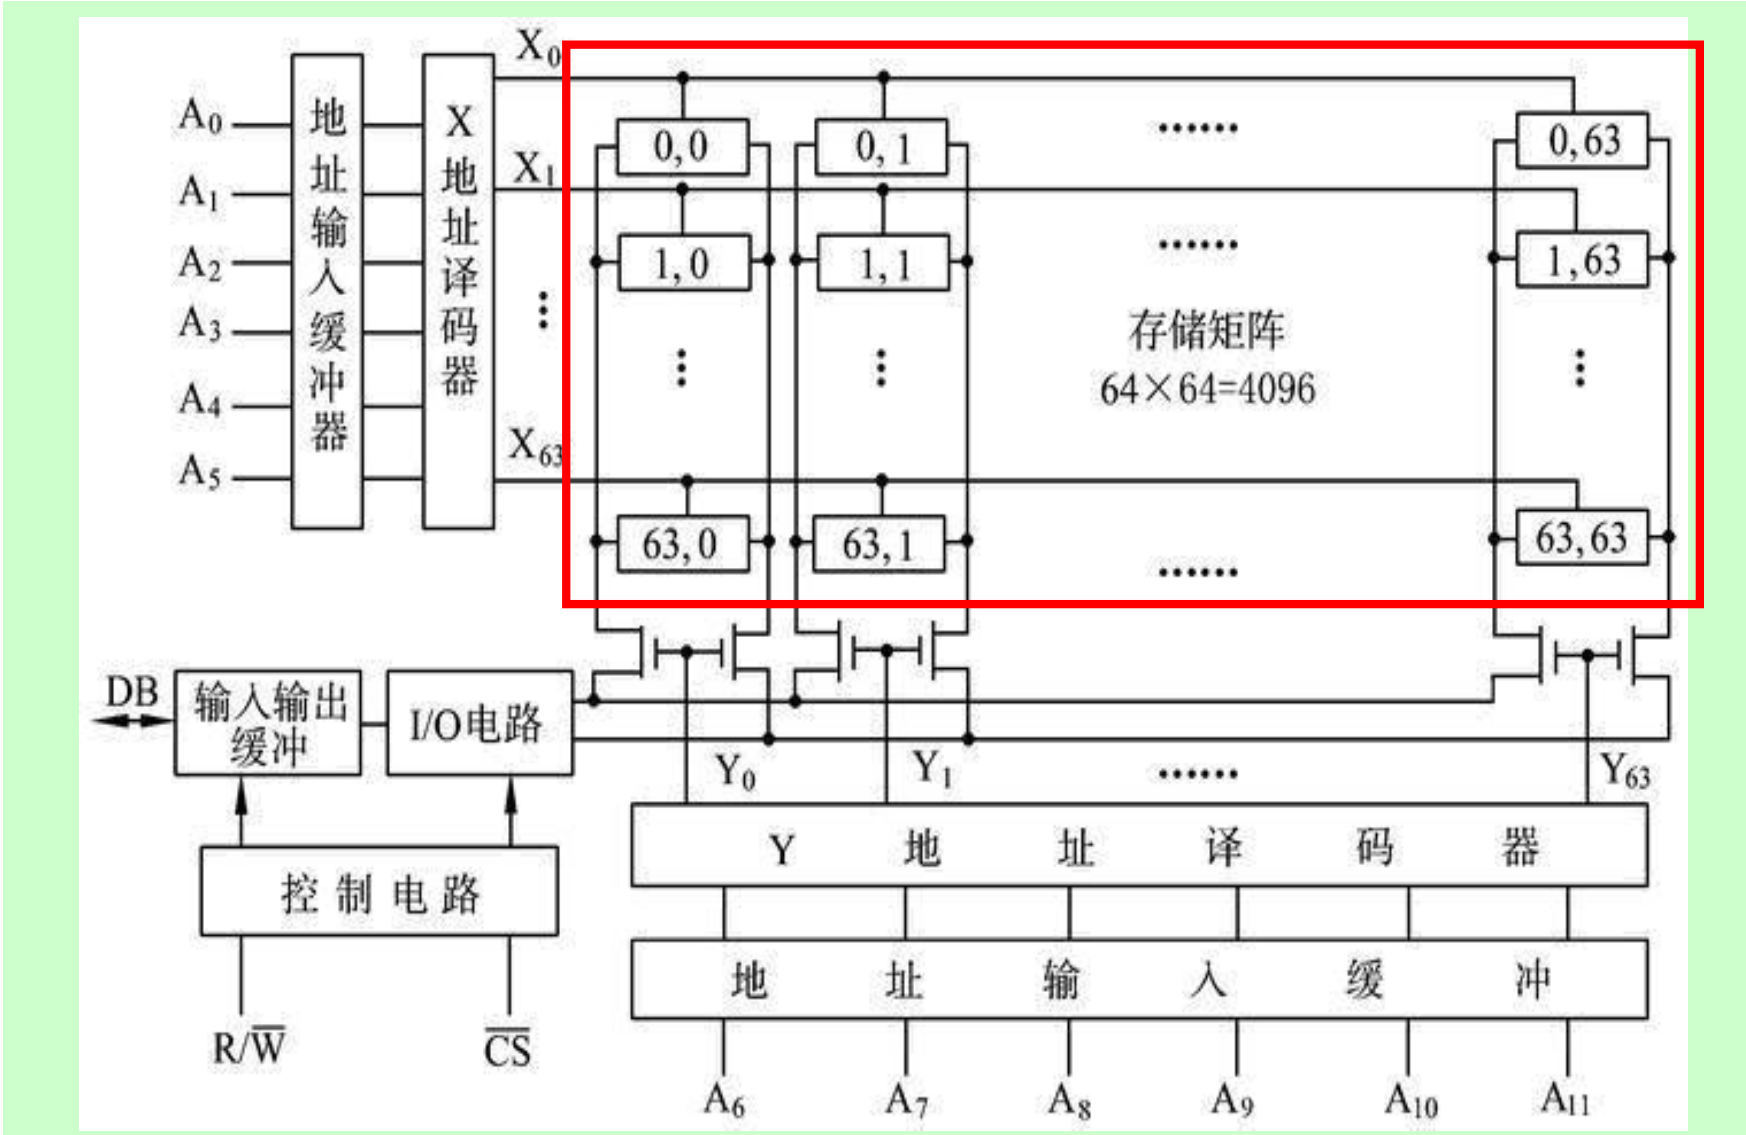 X0
A0
A1
A2
A3
A4
A5
地址输入缓冲器
X地址译码器
X1
X63
0,0
0,1
……
0,63
1,0
1,1
……
1,63
存储矩阵
64×64=4096
63,0
63,1
……
63,63
DB
输入输出
缓冲
I/O电路
Y0
Y1
……
Y63
控制电路
Y地址译码器
地址输入缓冲
R/W̅
C̅S̅
A6
A7
A8
A9
A10
A11